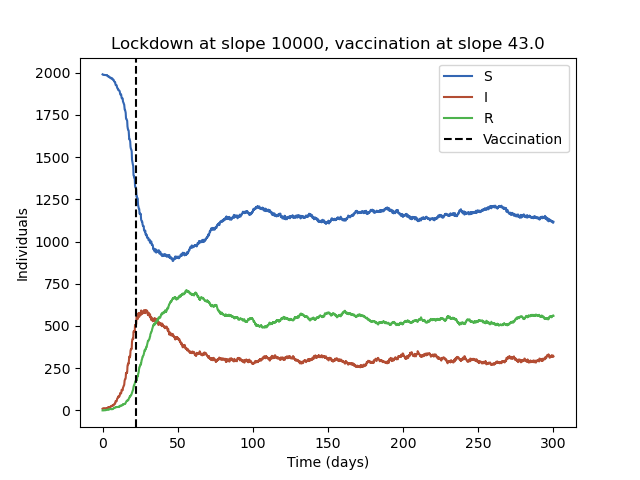 Lockdown at slope 10000, vaccination at slope 43.0
S
I
R
Vaccination
Individuals
2000
1750
1500
1250
1000
750
500
250
0
0 50 100 150 200 250 300
Time (days)